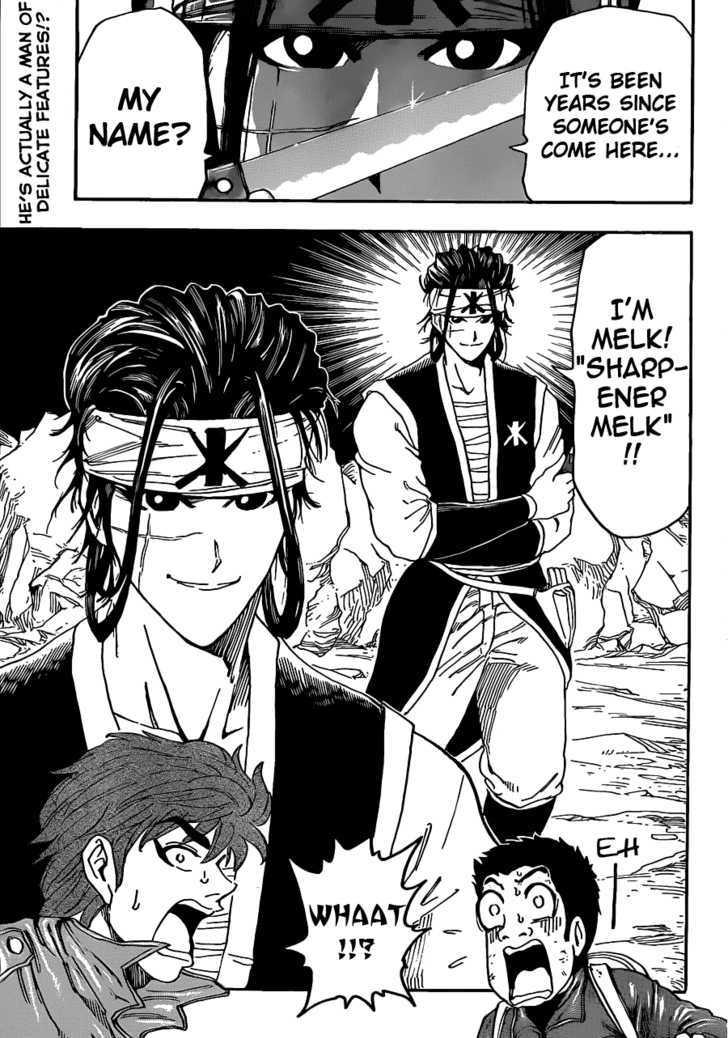 HE'S ACTUALLY A MAN OF
DELICATE FEATURES!?
IT'S BEEN
YEARS SINCE
SOMEONE'S
COME HERE...
MY
NAME?
I'M
MELK!
"SHARP-
ENER
MELK"
!!
WHAAT
!!?
EH